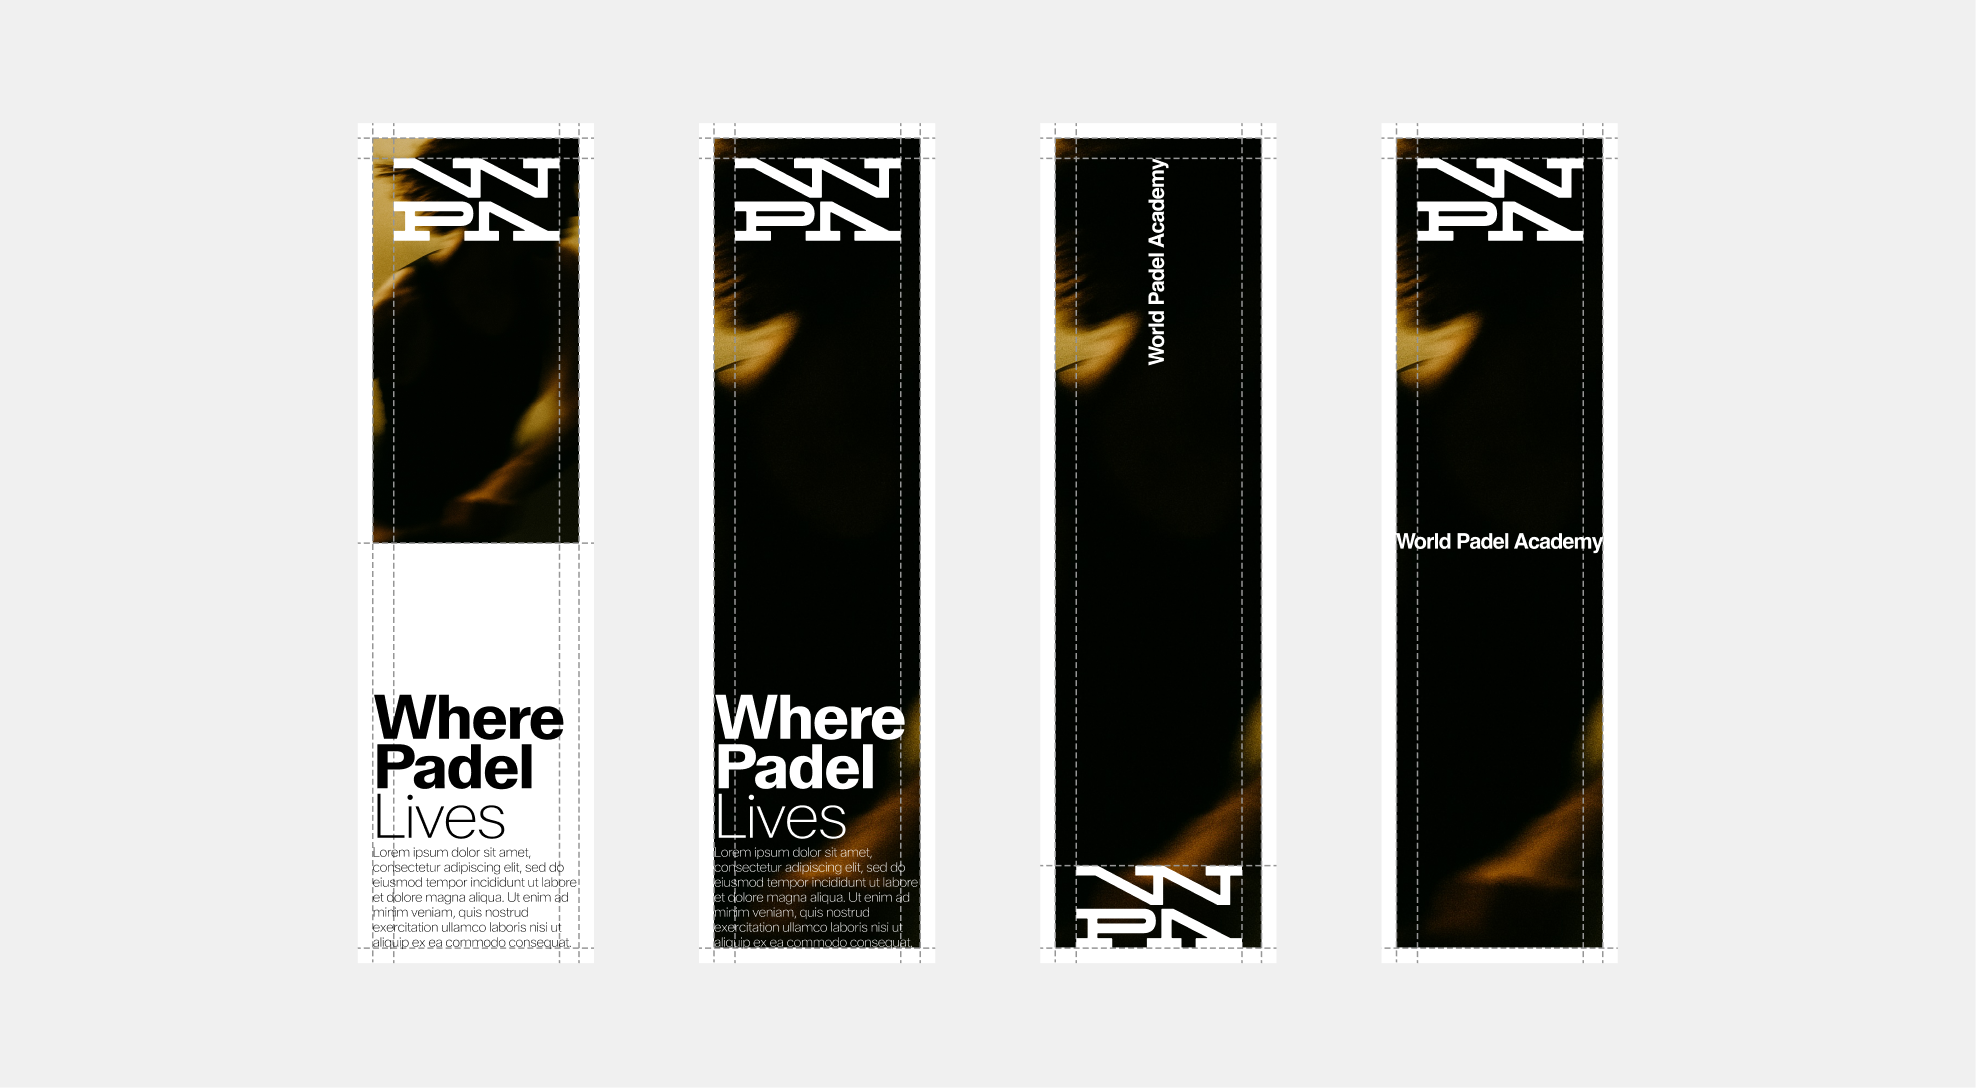 WPA
Where
Padel
Lives
Lorem ipsum dolor sit amet,
consectetur adipiscing elit, sed do
eiusmod tempor incididunt ut labore
et dolore magna aliqua. Ut enim ad
minim veniam, quis nostrud
exercitation ullamco laboris nisi ut
aliquip ex ea commodo consequat.
WPA
Where
Padel
Lives
Lorem ipsum dolor sit amet,
consectetur adipiscing elit, sed do
eiusmod tempor incididunt ut labore
et dolore magna aliqua. Ut enim ad
minim veniam, quis nostrud
exercitation ullamco laboris nisi ut
aliquip ex ea commodo consequat.
World Padel Academy
WPA
WPA
World Padel Academy